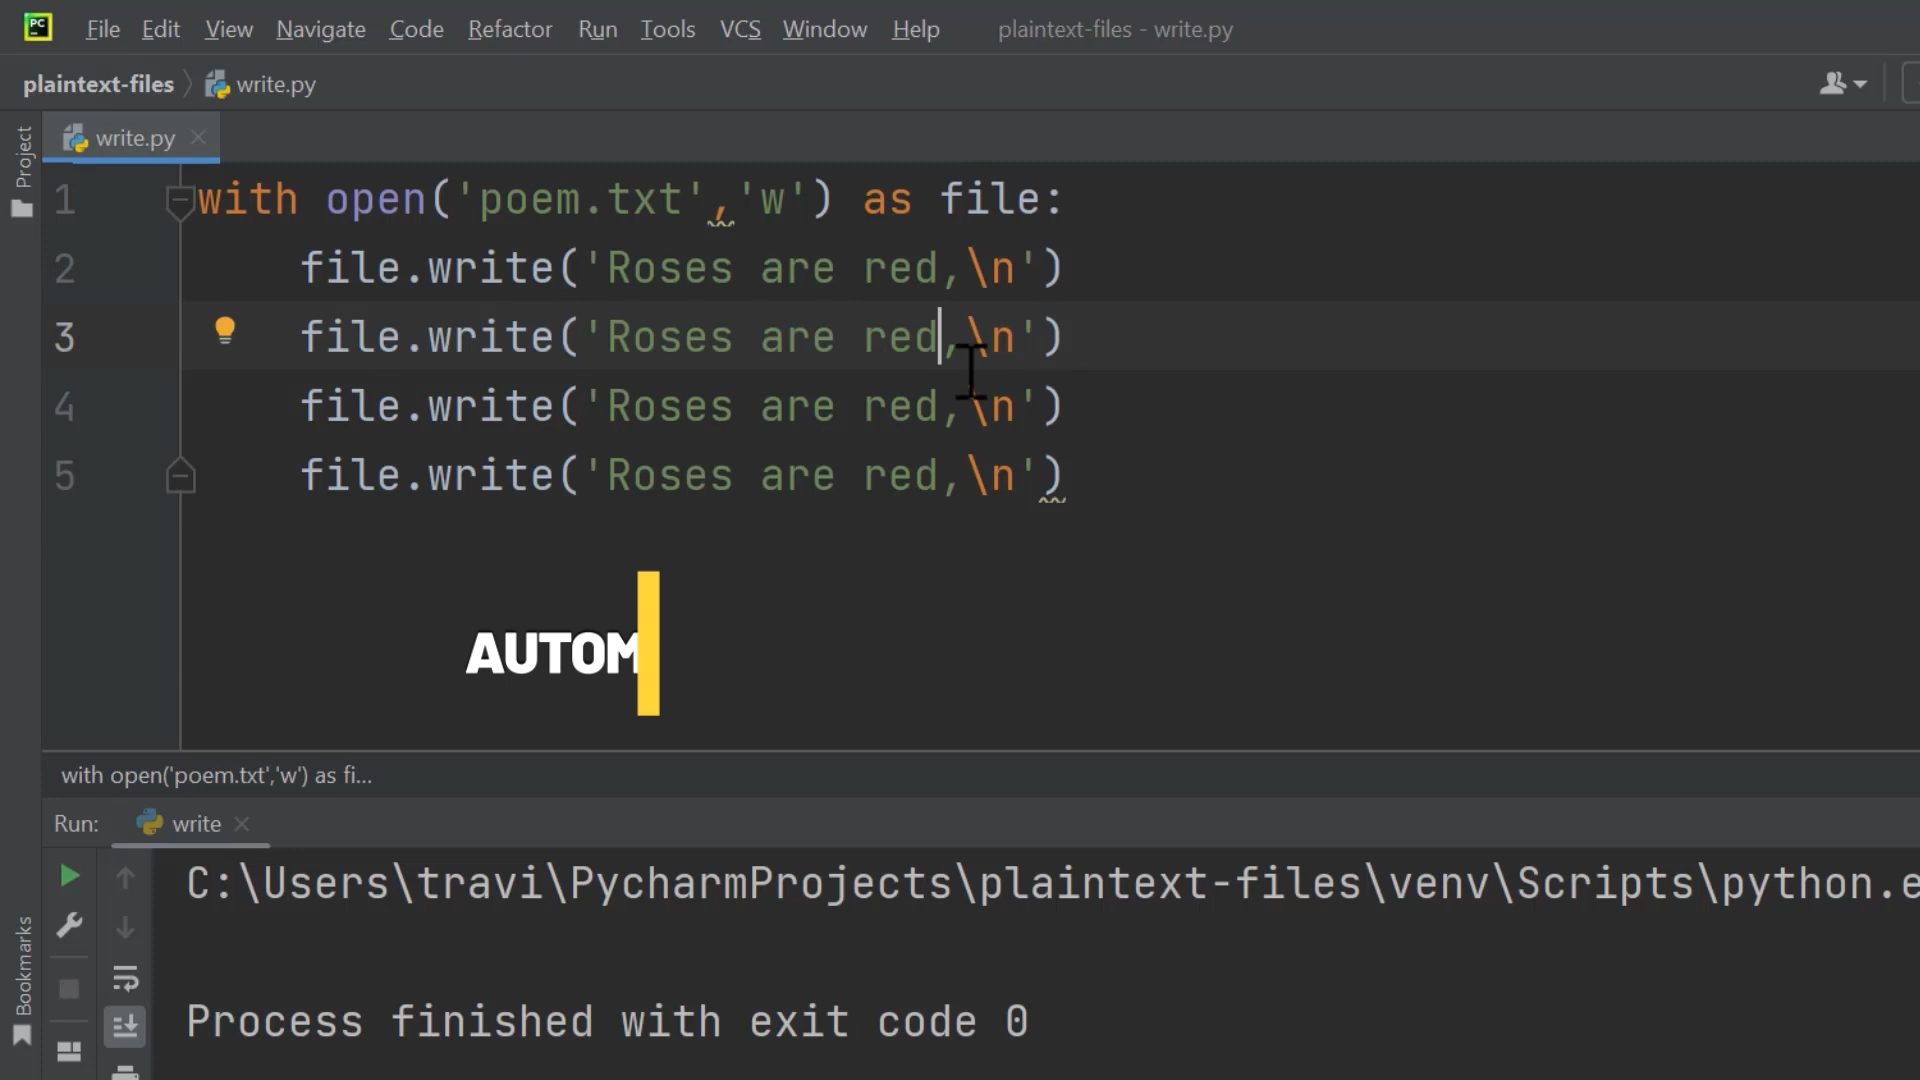 PC
File Edit View Navigate Code Refactor Run Tools VCS Window Help plaintext-files - write.py
plaintext-files write.py
Project
write.py
1 with open('poem.txt','w') as file:
2 file.write('Roses are red,\n')
3 file.write('Roses are red,\n')
4 file.write('Roses are red,\n')
5 file.write('Roses are red,\n')
AUTOM
with open('poem.txt','w') as fi...
Run: write
Bookmarks
C:\Users\travi\PycharmProjects\plaintext-files\venv\Scripts\python.e
Process finished with exit code 0